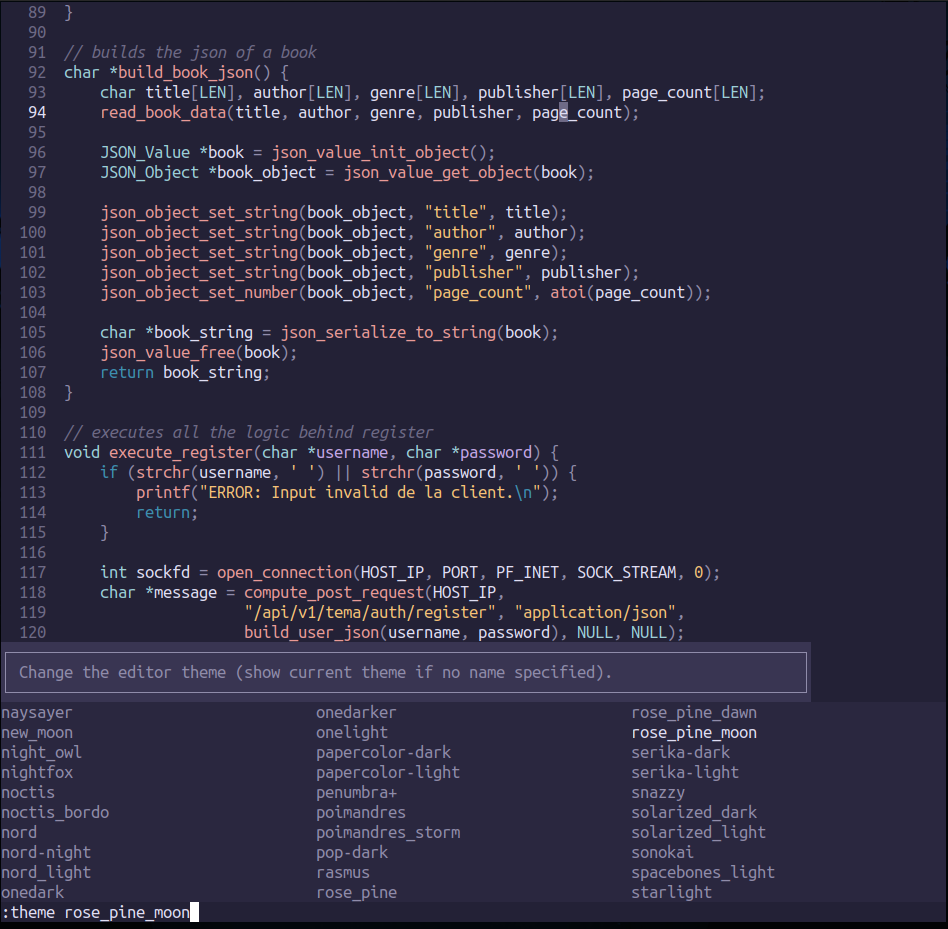 89 }
90
91 // builds the json of a book
92 char *build_book_json() {
93     char title[LEN], author[LEN], genre[LEN], publisher[LEN], page_count[LEN];
94     read_book_data(title, author, genre, publisher, page_count);
95
96     JSON_Value *book = json_value_init_object();
97     JSON_Object *book_object = json_value_get_object(book);
98
99     json_object_set_string(book_object, "title", title);
100     json_object_set_string(book_object, "author", author);
101     json_object_set_string(book_object, "genre", genre);
102     json_object_set_string(book_object, "publisher", publisher);
103     json_object_set_number(book_object, "page_count", atoi(page_count));
104
105     char *book_string = json_serialize_to_string(book);
106     json_value_free(book);
107     return book_string;
108 }
109
110 // executes all the logic behind register
111 void execute_register(char *username, char *password) {
112     if (strchr(username, ' ') || strchr(password, ' ')) {
113         printf("ERROR: Input invalid de la client.\n");
114         return;
115     }
116
117     int sockfd = open_connection(HOST_IP, PORT, PF_INET, SOCK_STREAM, 0);
118     char *message = compute_post_request(HOST_IP,
119                     "/api/v1/tema/auth/register", "application/json",
120                     build_user_json(username, password), NULL, NULL);
Change the editor theme (show current theme if no name specified).
naysayer onedarker rose_pine_dawn
new_moon onelight rose_pine_moon
night_owl papercolor-dark serika-dark
nightfox papercolor-light serika-light
noctis penumbra+ snazzy
noctis_bordo poimandres solarized_dark
nord poimandres_storm solarized_light
nord-night pop-dark sonokai
nord_light rasmus spacebones_light
onedark rose_pine starlight
:theme rose_pine_moon